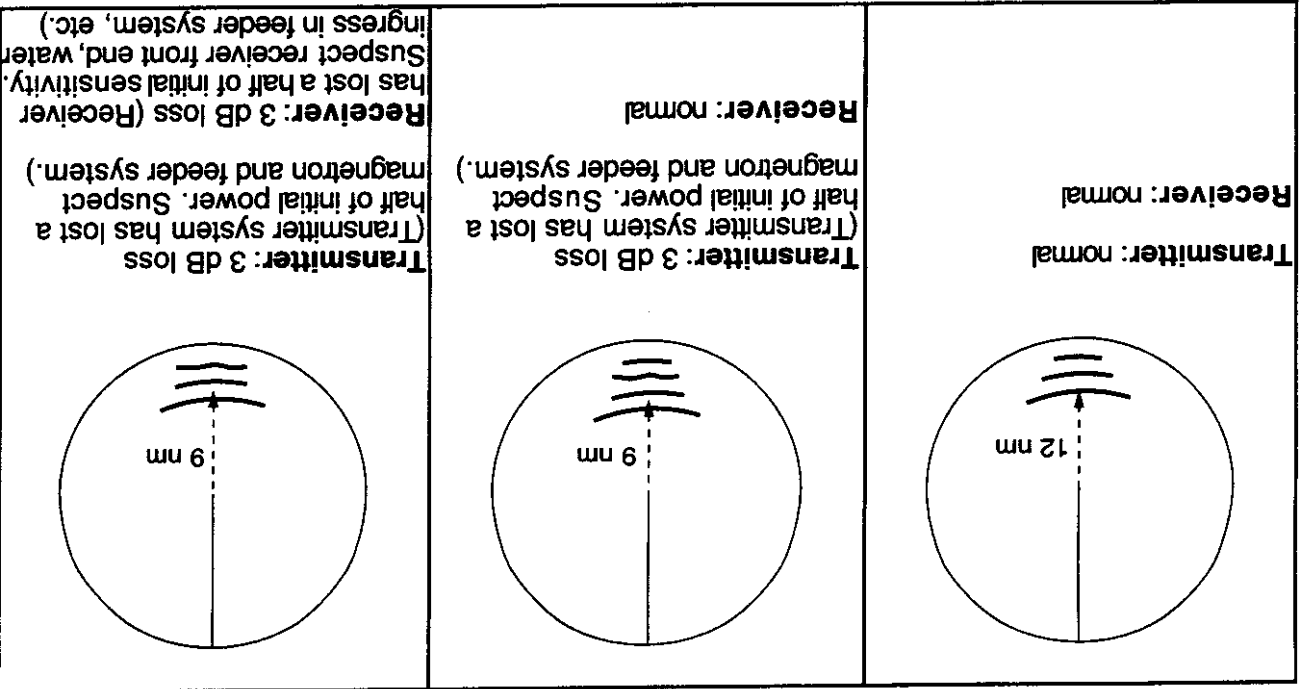 12 nm
Transmitter: normal
Receiver: normal
9 nm
Transmitter: 3 dB loss
(Transmitter system has lost a
half of initial power. Suspect
magnetron and feeder system.)
Receiver: normal
9 nm
Transmitter: 3 dB loss
(Transmitter system has lost a
half of initial power. Suspect
magnetron and feeder system.)
Receiver: 3 dB loss (Receiver
has lost a half of initial sensitivity.
Suspect receiver front end, water
ingress in feeder system, etc.)